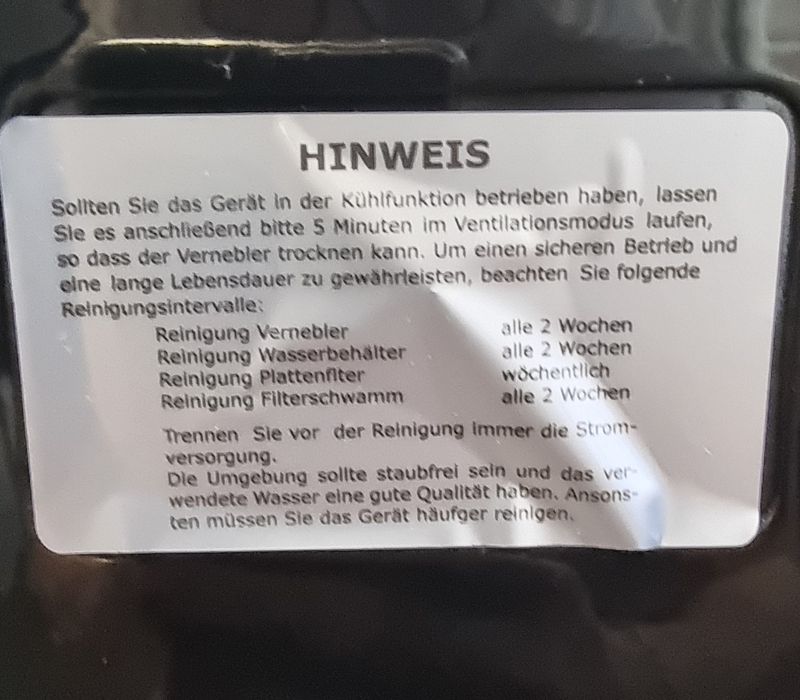 HINWEIS
Sollten Sie das Gerät in der Kühlfunktion betrieben haben, lassen
Sie es anschließend bitte 5 Minuten im Ventilationsmodus laufen,
so dass der Vernebler trocknen kann. Um einen sicheren Betrieb und
eine lange Lebensdauer zu gewährleisten, beachten Sie folgende
Reinigungsintervalle:
Reinigung Vernebler alle 2 Wochen
Reinigung Wasserbehälter alle 2 Wochen
Reinigung Plattenflter wöchentlich
Reinigung Filterschwamm alle 2 Wochen
Trennen Sie vor der Reinigung immer die Strom-
versorgung.
Die Umgebung sollte staubfrei sein und das ver-
wendete Wasser eine gute Qualität haben. Ansons-
ten müssen Sie das Gerät häufger reinigen.